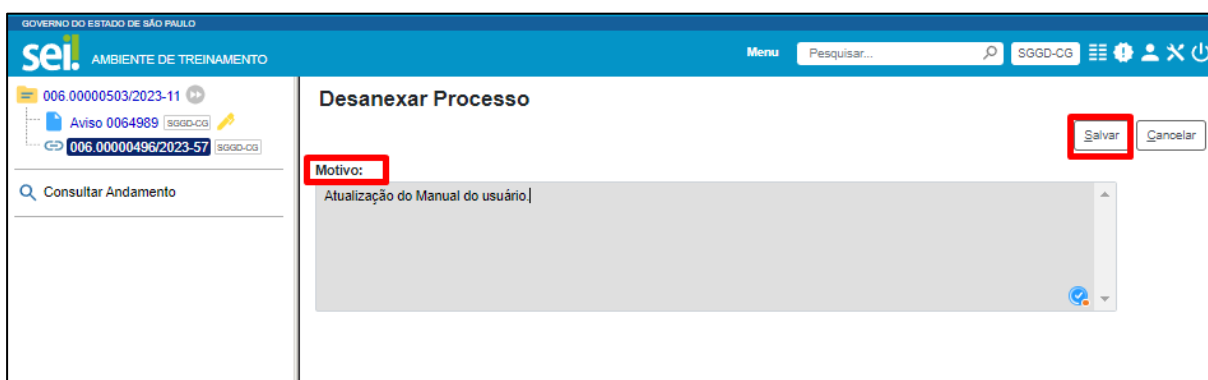 GOVERNO DO ESTADO DE SÃO PAULO
sei! AMBIENTE DE TREINAMENTO
Menu Pesquisar... SGGD-CG
006.00000503/2023-11
Aviso 0064989 SGGD-CG
006.00000496/2023-57 SGGD-CG
Consultar Andamento
Desanexar Processo
Salvar Cancelar
Motivo:
Atualização do Manual do usuário.